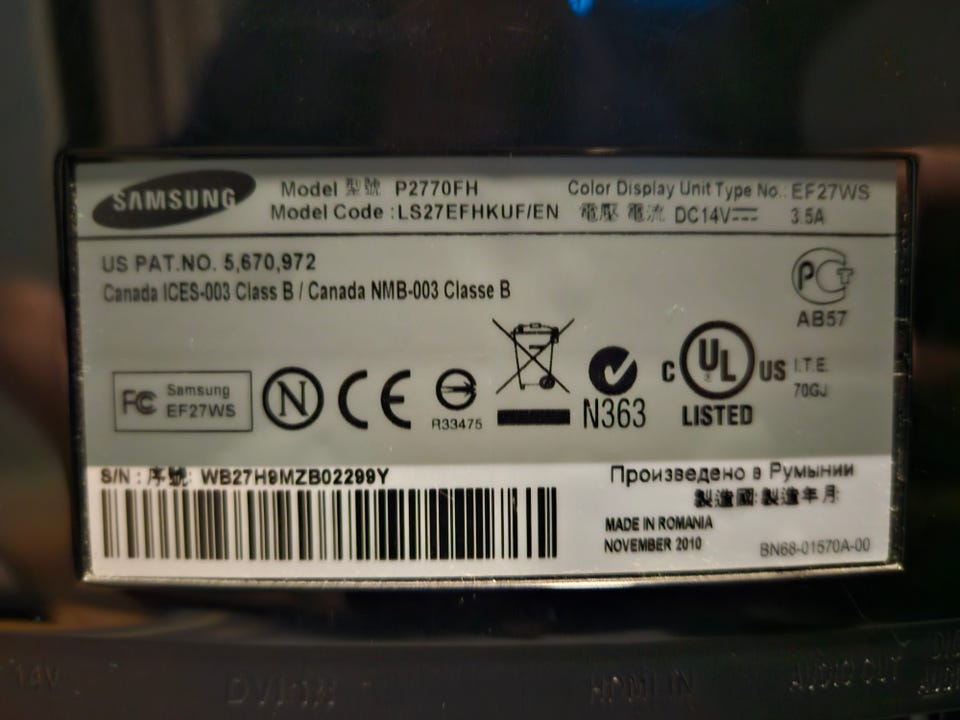 SAMSUNG
Model 型號 P2770FH
Model Code : LS27EFHKUF/EN
Color Display Unit Type No.: EF27WS
電壓 電流 DC14V 3.5A
US PAT.NO. 5,670,972
Canada ICES-003 Class B / Canada NMB-003 Classe B
PCT
AB57
FC Samsung
EF27WS
N
CE
R33475
N363
C UL US
LISTED
I.T.E.
70GJ
S/N : 序號: WB27H9MZB02299Y
Произведено в Румынии
製造國 製造年月
MADE IN ROMANIA
NOVEMBER 2010
BN68-01570A-00
14V
DVI IN
HDMI IN
AUDIO OUT